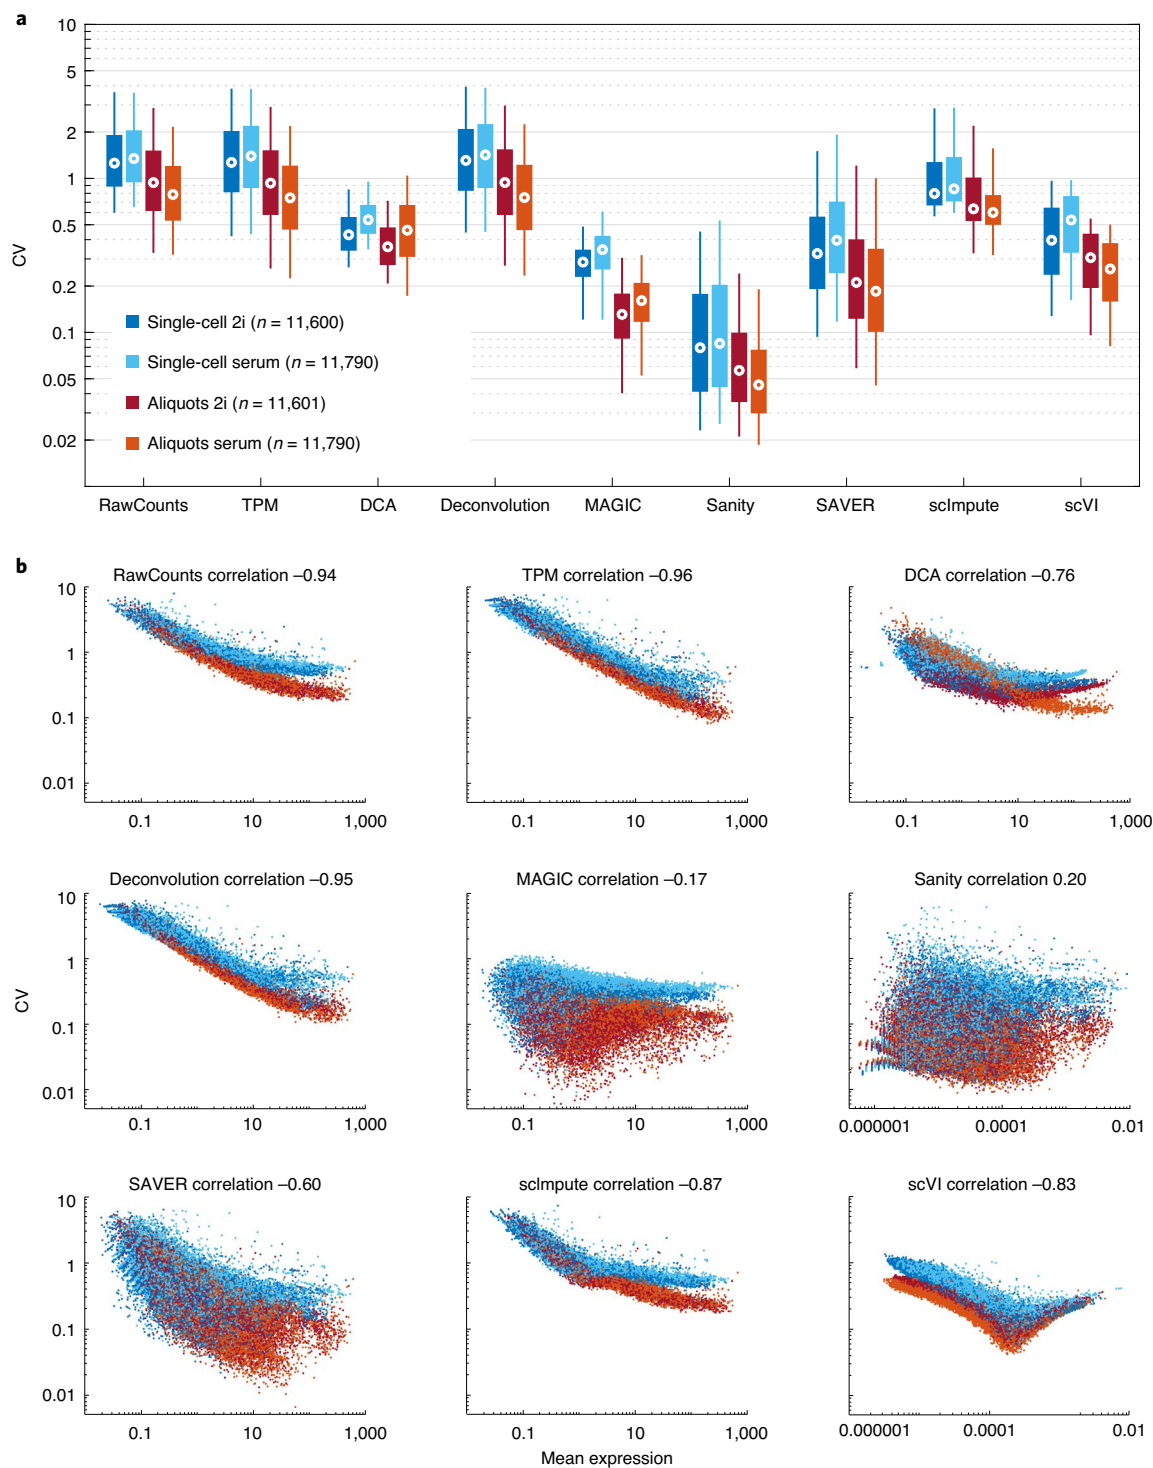 a
10
5
2
1
0.5
0.2
0.1
0.05
0.02
CV
Single-cell 2i (n = 11,600)
Single-cell serum (n = 11,790)
Aliquots 2i (n = 11,601)
Aliquots serum (n = 11,790)
RawCounts TPM DCA Deconvolution MAGIC Sanity SAVER scImpute scVI
b
RawCounts correlation –0.94
10
1
0.1
0.01
0.1 10 1,000
TPM correlation –0.96
0.1 10 1,000
DCA correlation –0.76
0.1 10 1,000
Deconvolution correlation –0.95
10
1
0.1
0.01
CV
0.1 10 1,000
MAGIC correlation –0.17
0.1 10 1,000
Sanity correlation 0.20
0.000001 0.0001 0.01
SAVER correlation –0.60
10
1
0.1
0.01
0.1 10 1,000
scImpute correlation –0.87
0.1 10 1,000
scVI correlation –0.83
0.000001 0.0001 0.01
Mean expression